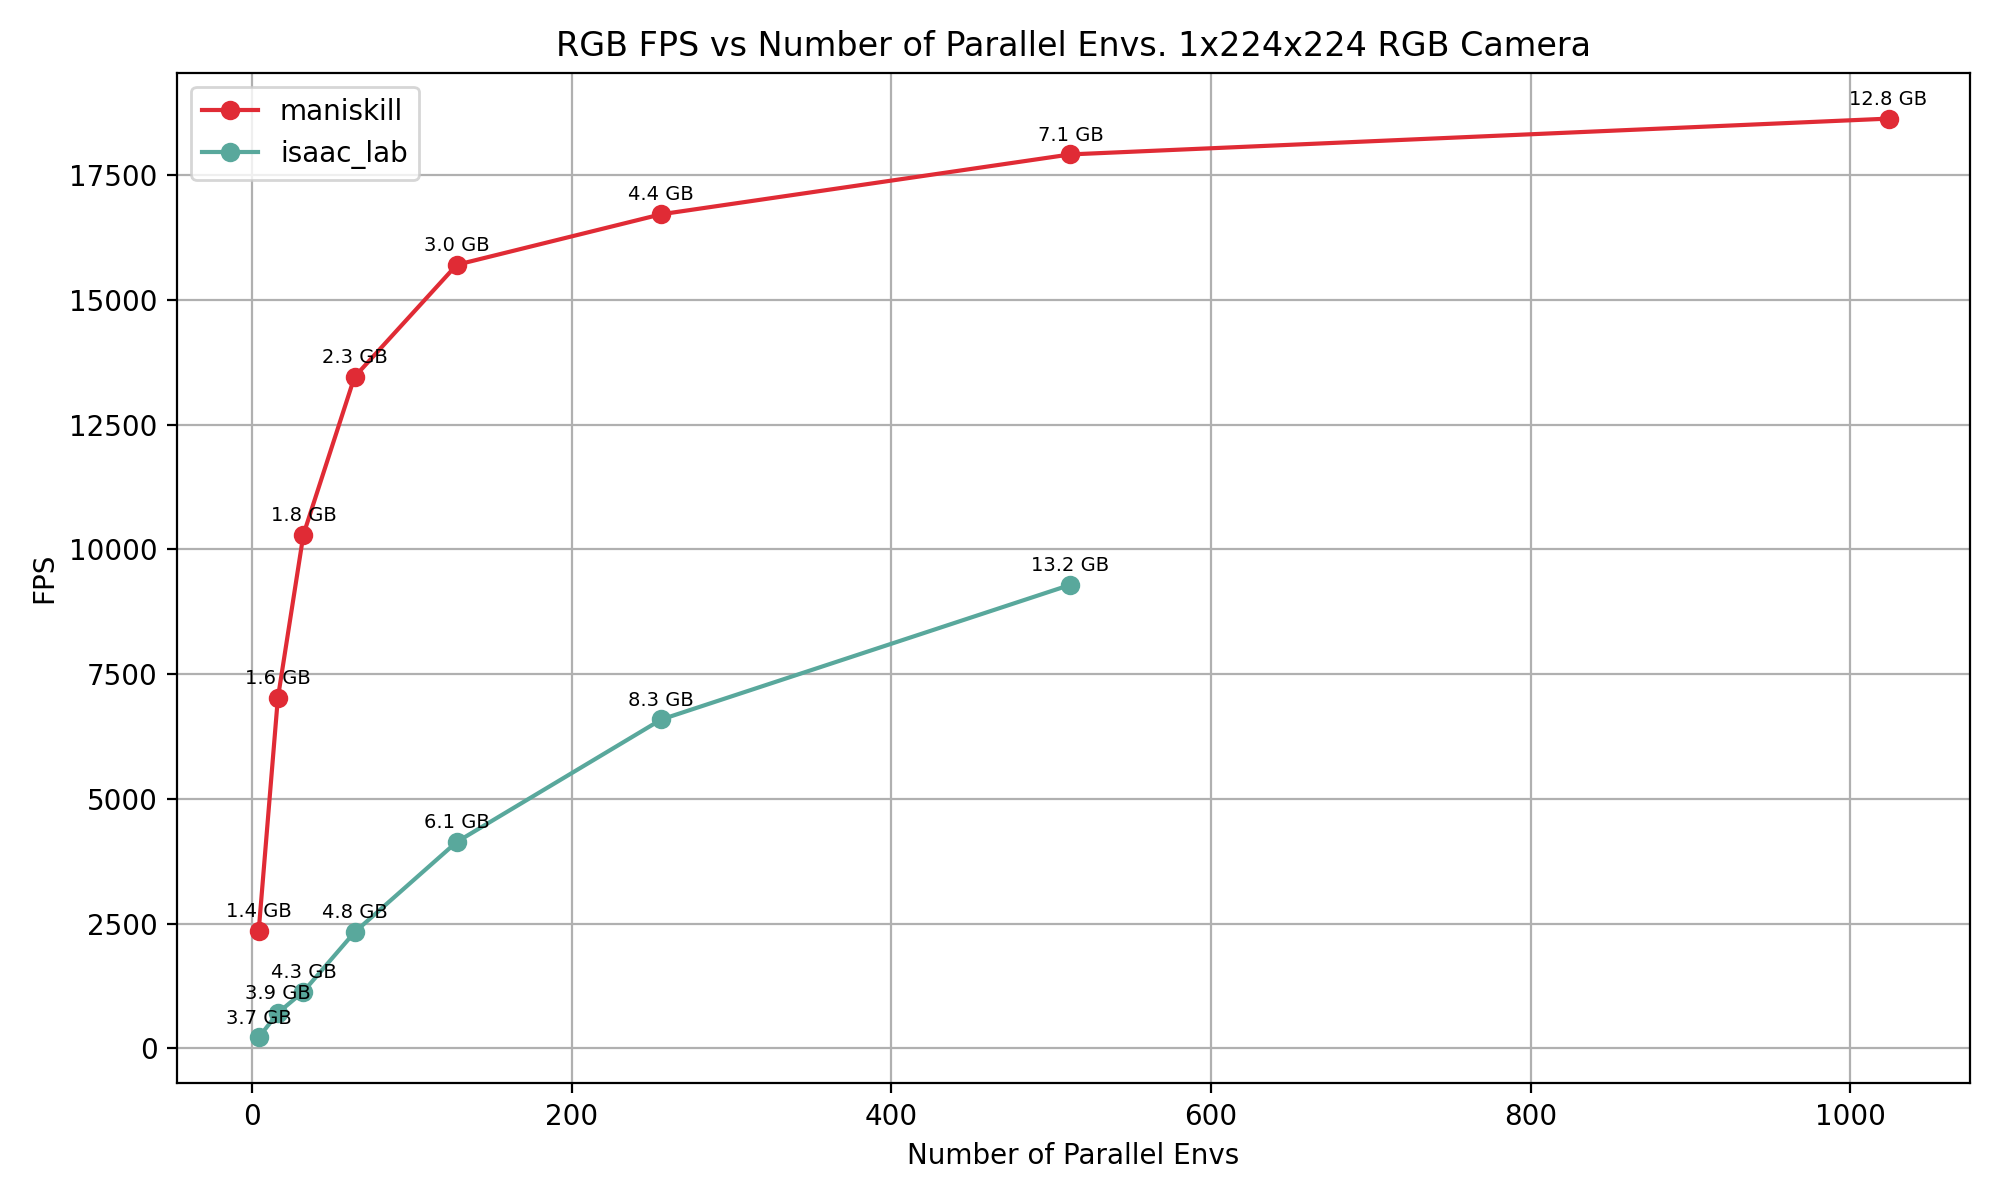 RGB FPS vs Number of Parallel Envs. 1x224x224 RGB Camera
maniskill
isaac_lab
12.8 GB
7.1 GB
4.4 GB
3.0 GB
2.3 GB
1.8 GB
1.6 GB
1.4 GB
13.2 GB
8.3 GB
6.1 GB
4.8 GB
4.3 GB
3.9 GB
3.7 GB
17500
15000
12500
10000
7500
5000
2500
0
FPS
0 200 400 600 800 1000
Number of Parallel Envs